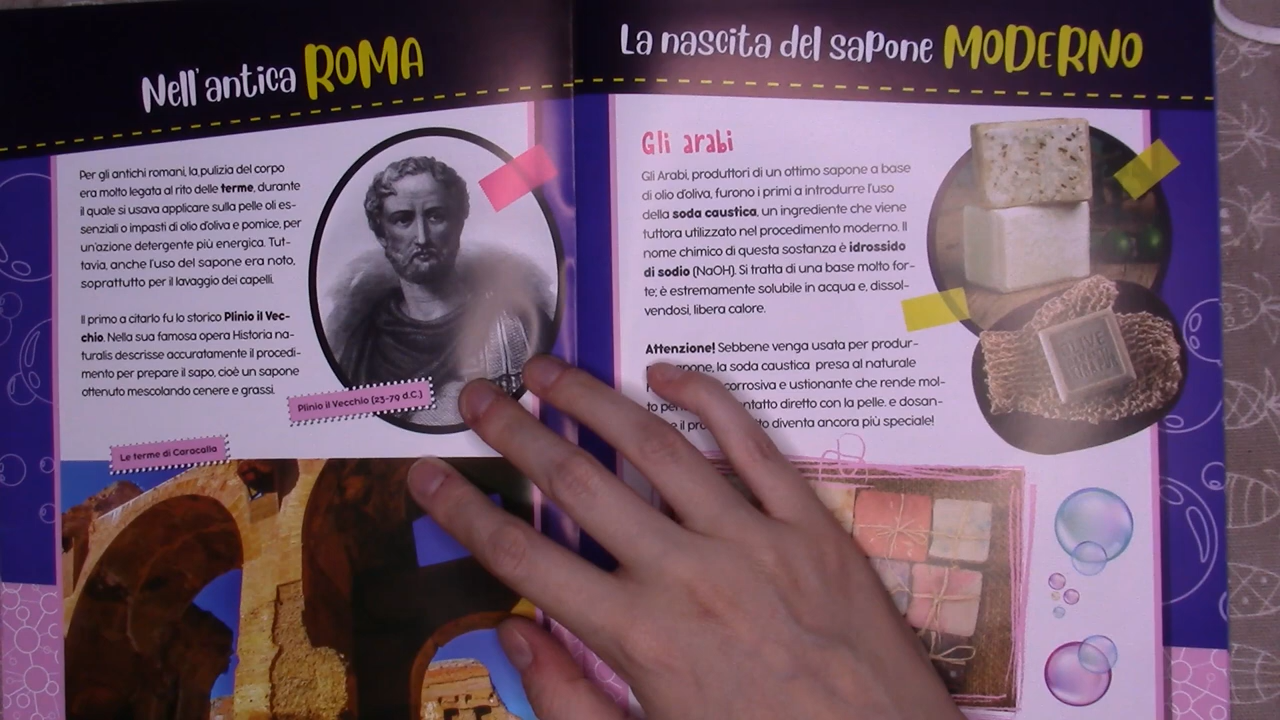 Nell'antica ROMA
Per gli antichi romani, la pulizia del corpo
era molto legata al rito delle terme, durante
il quale si usava applicare sulla pelle oli es-
senziali o impasti di olio d'oliva e pomice, per
un'azione detergente più energica. Tut-
tavia, anche l'uso del sapone era noto,
soprattutto per il lavaggio dei capelli.
Il primo a citarlo fu lo storico Plinio il Vec-
chio. Nella sua famosa opera Historia na-
turalis descrisse accuratamente il procedi-
mento per preparare il sapo, cioè un sapone
ottenuto mescolando cenere e grassi.
Plinio il Vecchio (23-79 d.C.)
Le terme di Caracalla
La nascita del sapone MODERNO
Gli arabi
Gli Arabi, produttori di un ottimo sapone a base
di olio d'oliva, furono i primi a introdurre l'uso
della soda caustica, un ingrediente che viene
tuttora utilizzato nel procedimento moderno. Il
nome chimico di questa sostanza è idrossido
di sodio (NaOH). Si tratta di una base molto for-
te; è estremamente solubile in acqua e, dissol-
vendosi, libera calore.
Attenzione! Sebbene venga usata per produr-
la soda caustica presa al naturale
corrosiva e ustionante che rende mol-
to contatto diretto con la pelle. e dosan-
il diventa ancora più speciale!